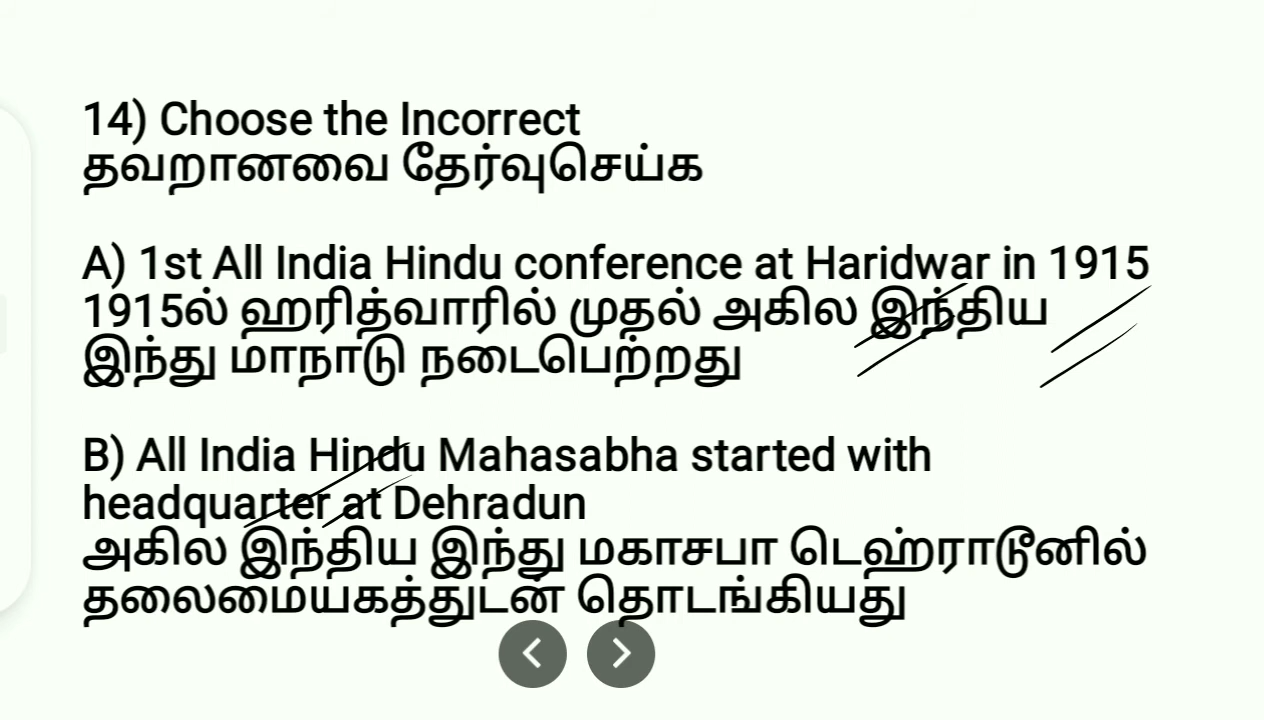 14) Choose the Incorrect
தவறானவை தேர்வுசெய்க
A) 1st All India Hindu conference at Haridwar in 1915
1915ல் ஹரித்வாரில் முதல் அகில இந்திய
இந்து மாநாடு நடைபெற்றது
B) All India Hindu Mahasabha started with
headquarter at Dehradun
அகில இந்திய இந்து மகாசபா டெஹ்ராடூனில்
தலைமையகத்துடன் தொடங்கியது